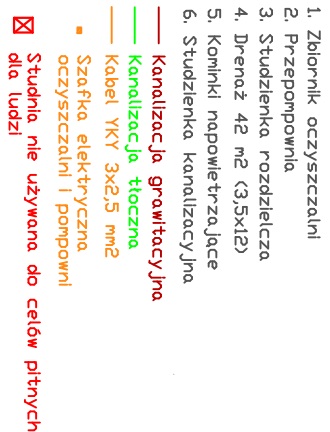 1. Zbiornik oczyszczalni
2. Przepompownia
3. Studzienka rozdzielcza
4. Drenaż 42 m2 (3,5x12)
5. Kominki napowietrzające
6. Studzienka kanalizacyjna
Kanalizacja grawitacyjna
Kanalizacja tłoczna
Kabel YKY 3x2,5 mm2
Szafka elektryczna
oczyszczalni i pompowni
Studnia nie używana do celów pitnych
dla ludzi